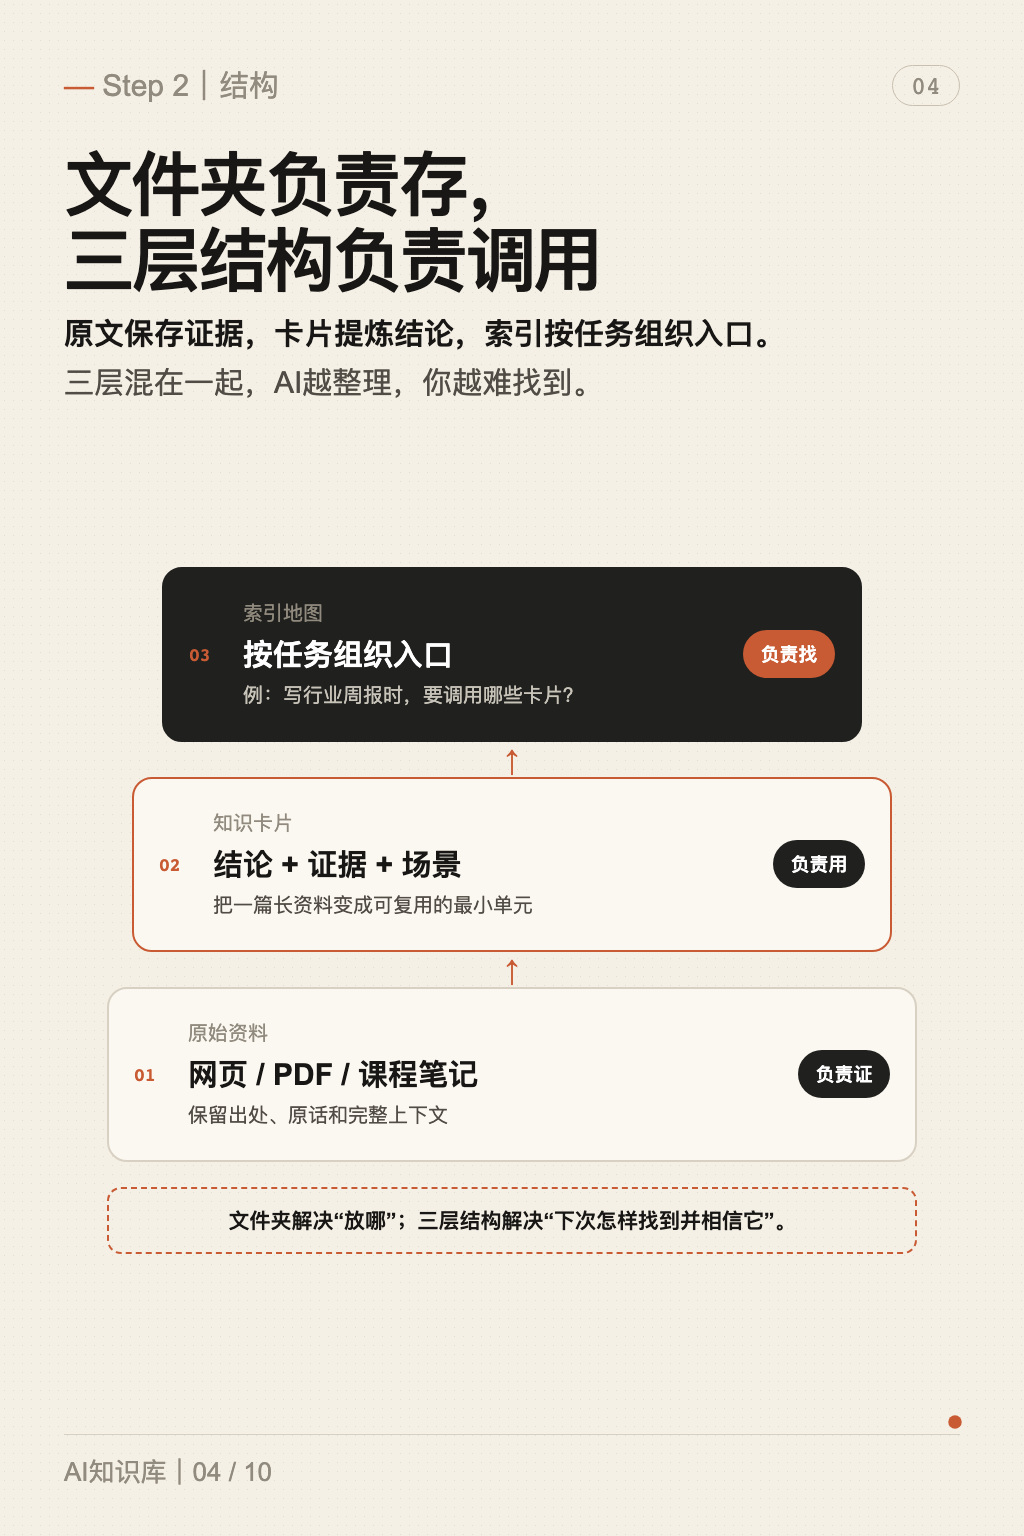 — Step 2｜结构
04
文件夹负责存，
三层结构负责调用
原文保存证据，卡片提炼结论，索引按任务组织入口。
三层混在一起，AI越整理，你越难找到。
索引地图
03
按任务组织入口
负责找
例：写行业周报时，要调用哪些卡片？
↑
知识卡片
02
结论 + 证据 + 场景
负责用
把一篇长资料变成可复用的最小单元
↑
原始资料
01
网页 / PDF / 课程笔记
负责证
保留出处、原话和完整上下文
文件夹解决“放哪”；三层结构解决“下次怎样找到并相信它”。
AI知识库｜04 / 10